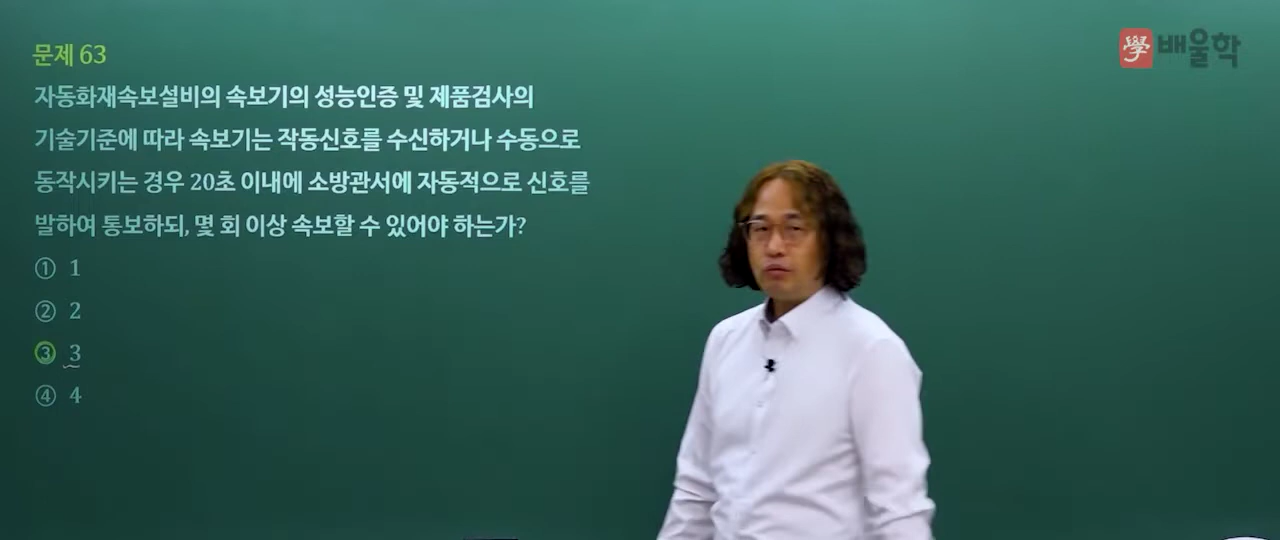 문제 63
學 배울학
자동화재속보설비의 속보기의 성능인증 및 제품검사의
기술기준에 따라 속보기는 작동신호를 수신하거나 수동으로
동작시키는 경우 20초 이내에 소방관서에 자동적으로 신호를
발하여 통보하되, 몇 회 이상 속보할 수 있어야 하는가?
① 1
② 2
③ 3
④ 4